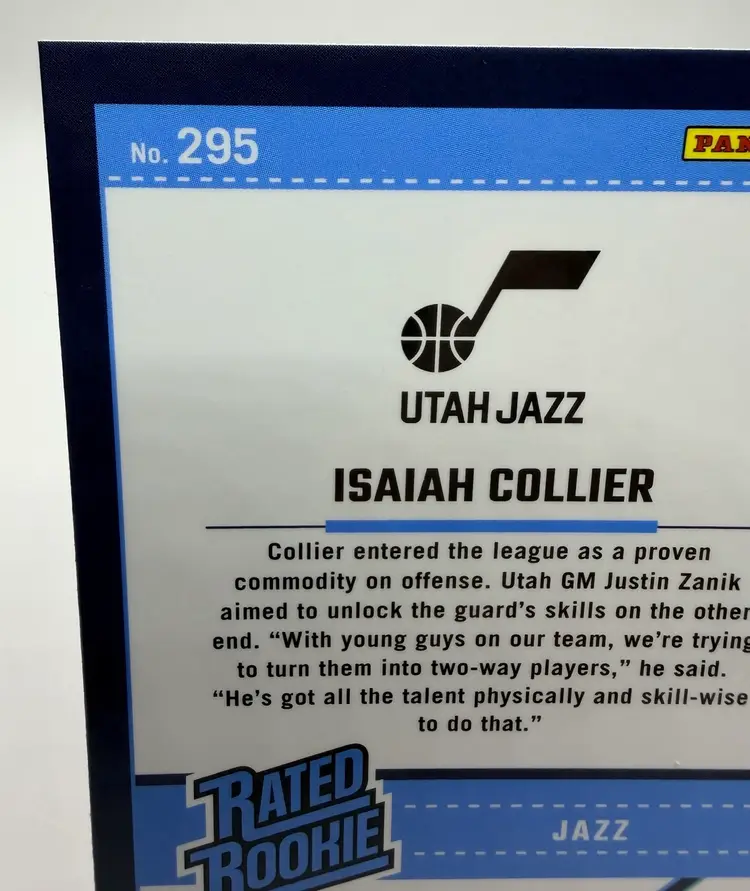 No. 295
PAN
UTAH JAZZ
ISAIAH COLLIER
Collier entered the league as a proven
commodity on offense. Utah GM Justin Zanik
aimed to unlock the guard's skills on the other
end. “With young guys on our team, we're trying
to turn them into two-way players,” he said.
“He's got all the talent physically and skill-wise
to do that.”
RATED
ROOKIE
JAZZ